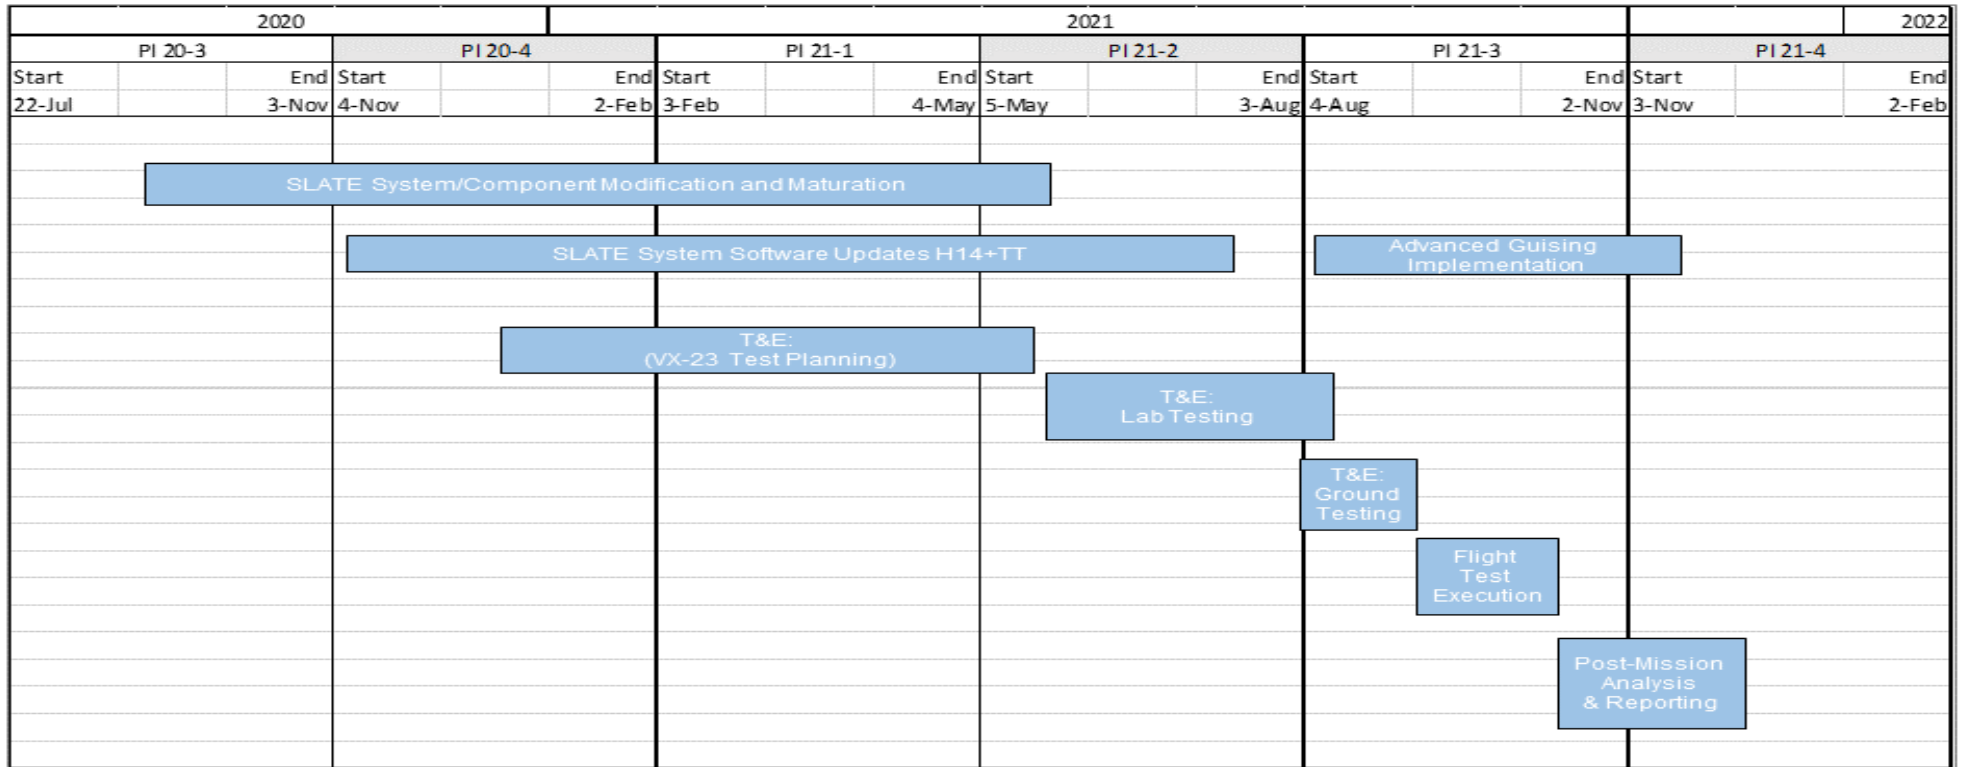 2020 2021 2022
PI 20-3 PI 20-4 PI 21-1 PI 21-2 PI 21-3 PI 21-4
Start End Start End Start End Start End Start End Start End
22-Jul 3-Nov 4-Nov 2-Feb 3-Feb 4-May 5-May 3-Aug 4-Aug 2-Nov 3-Nov 2-Feb
SLATE System/Component Modification and Maturation
SLATE System Software Updates H14+TT
Advanced Guising
Implementation
T&E:
(VX-23 Test Planning)
T&E:
Lab Testing
T&E:
Ground
Testing
Flight
Test
Execution
Post-Mission
Analysis
& Reporting